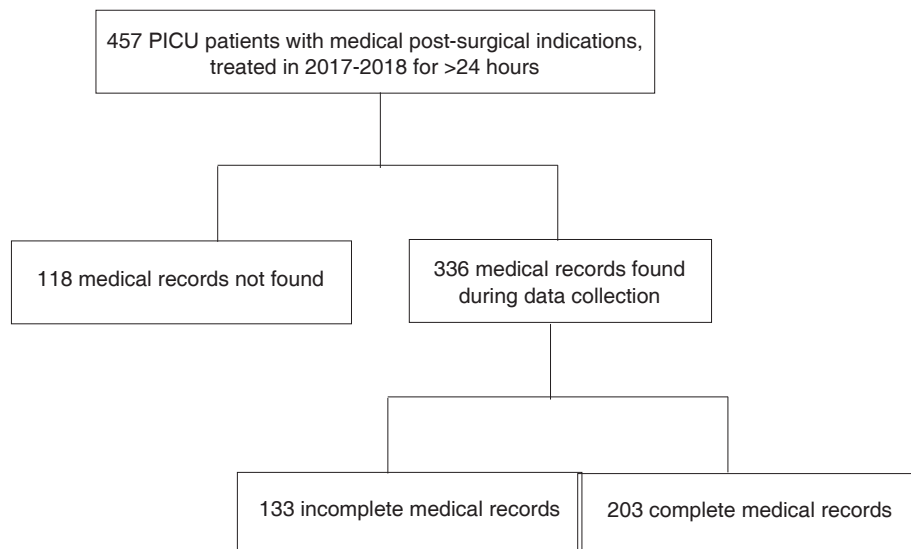 457 PICU patients with medical post-surgical indications,
treated in 2017-2018 for >24 hours
118 medical records not found
336 medical records found
during data collection
133 incomplete medical records
203 complete medical records